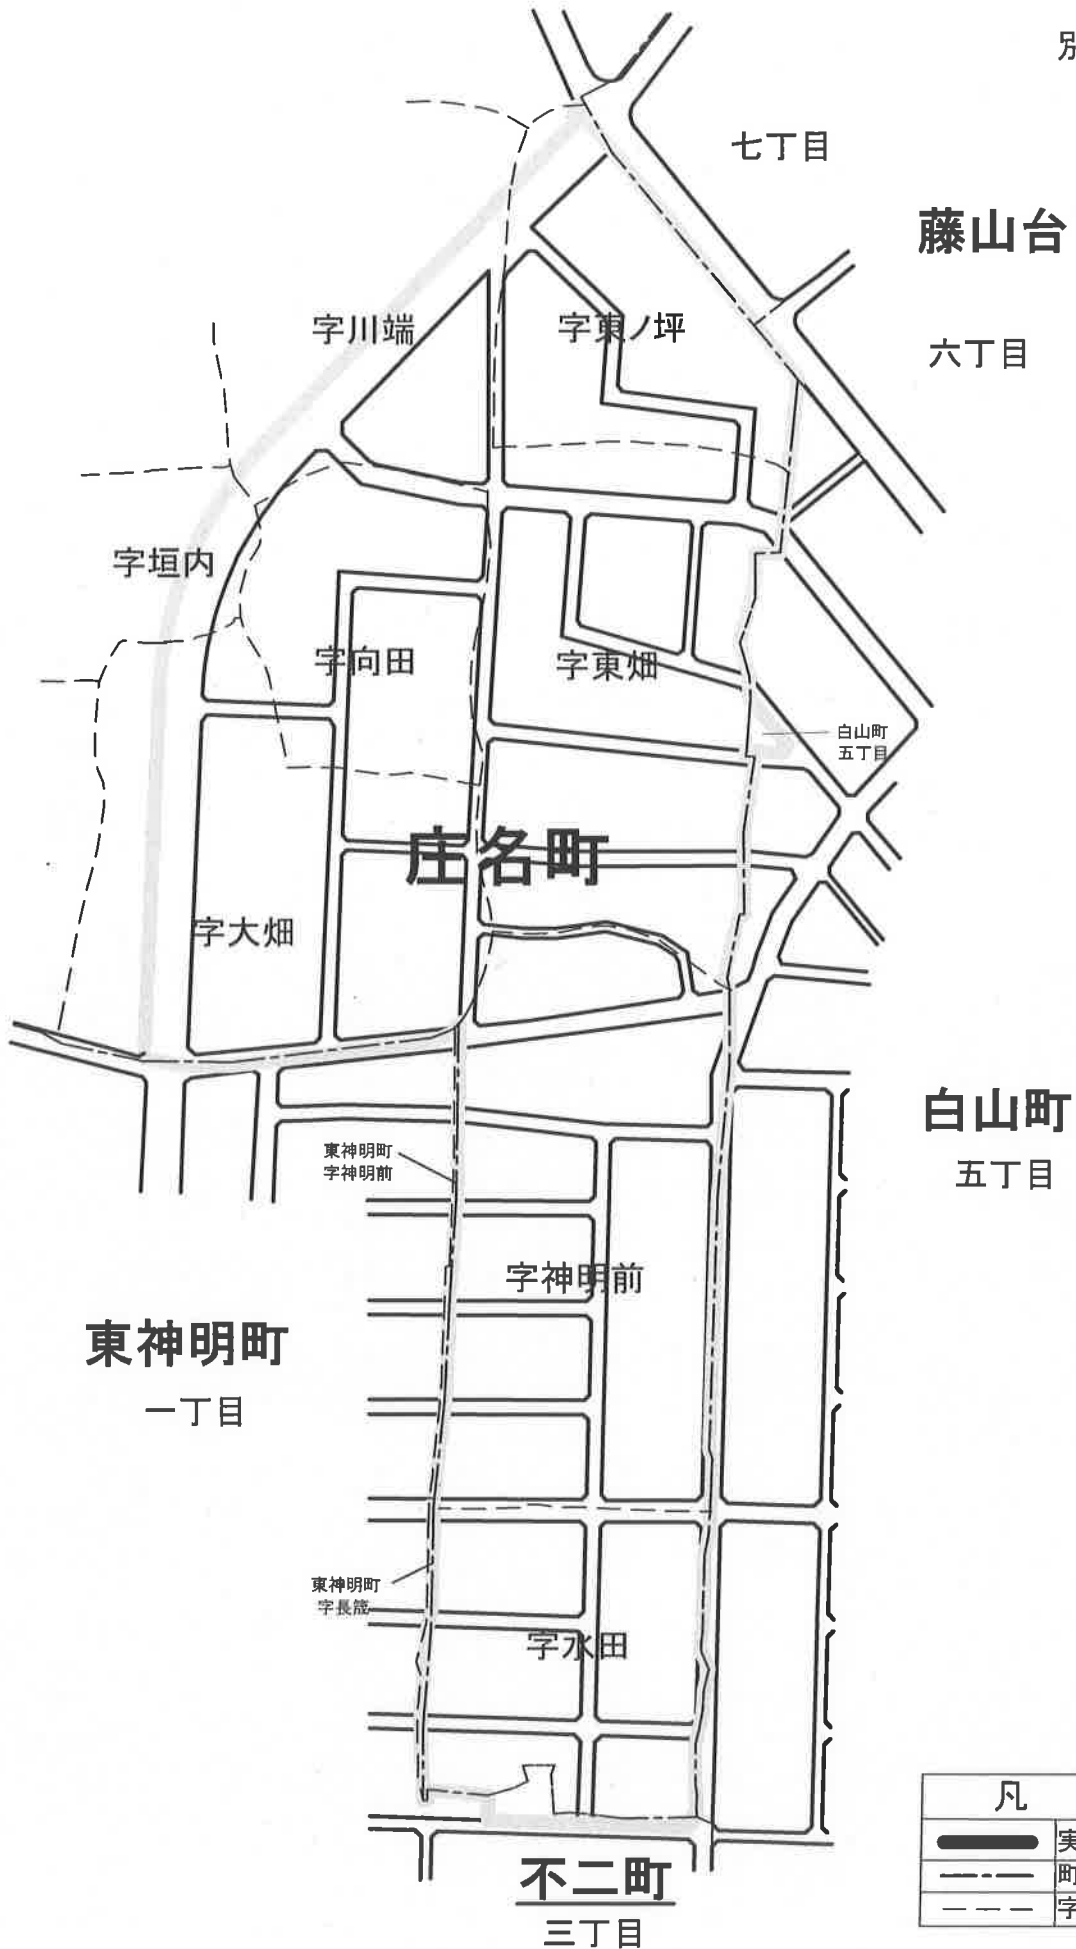 別
七丁目
藤山台
字川端
字東ノ坪
六丁目
字垣内
字向田
字東畑
白山町
五丁目
庄名町
字大畑
白山町
五丁目
東神明町
字神明前
字神明前
東神明町
一丁目
東神明町
字長筬
字水田
凡
実
町
字
不二町
三丁目